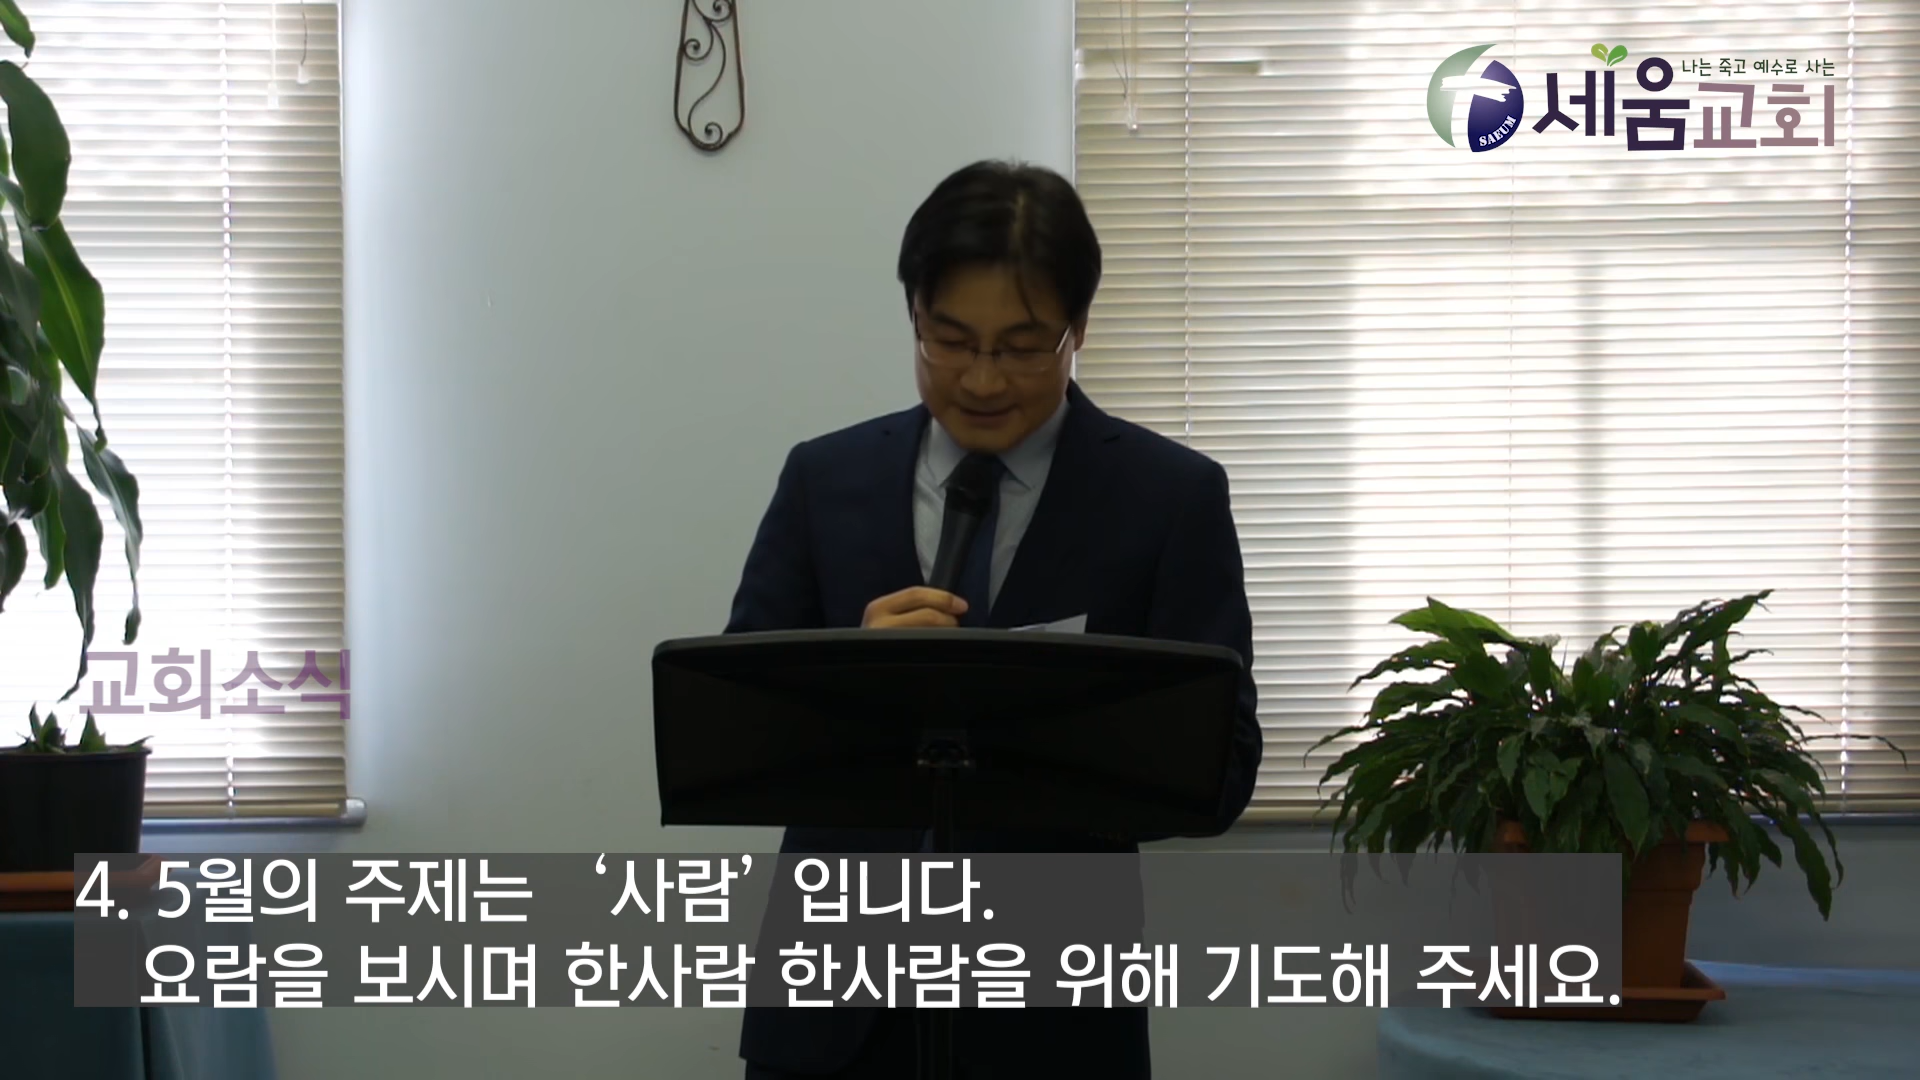 나는 죽고 예수로 사는
세움교회
SAEUM
교회소식
4. 5월의 주제는 ‘사람’ 입니다.
요람을 보시며 한사람 한사람을 위해 기도해 주세요.